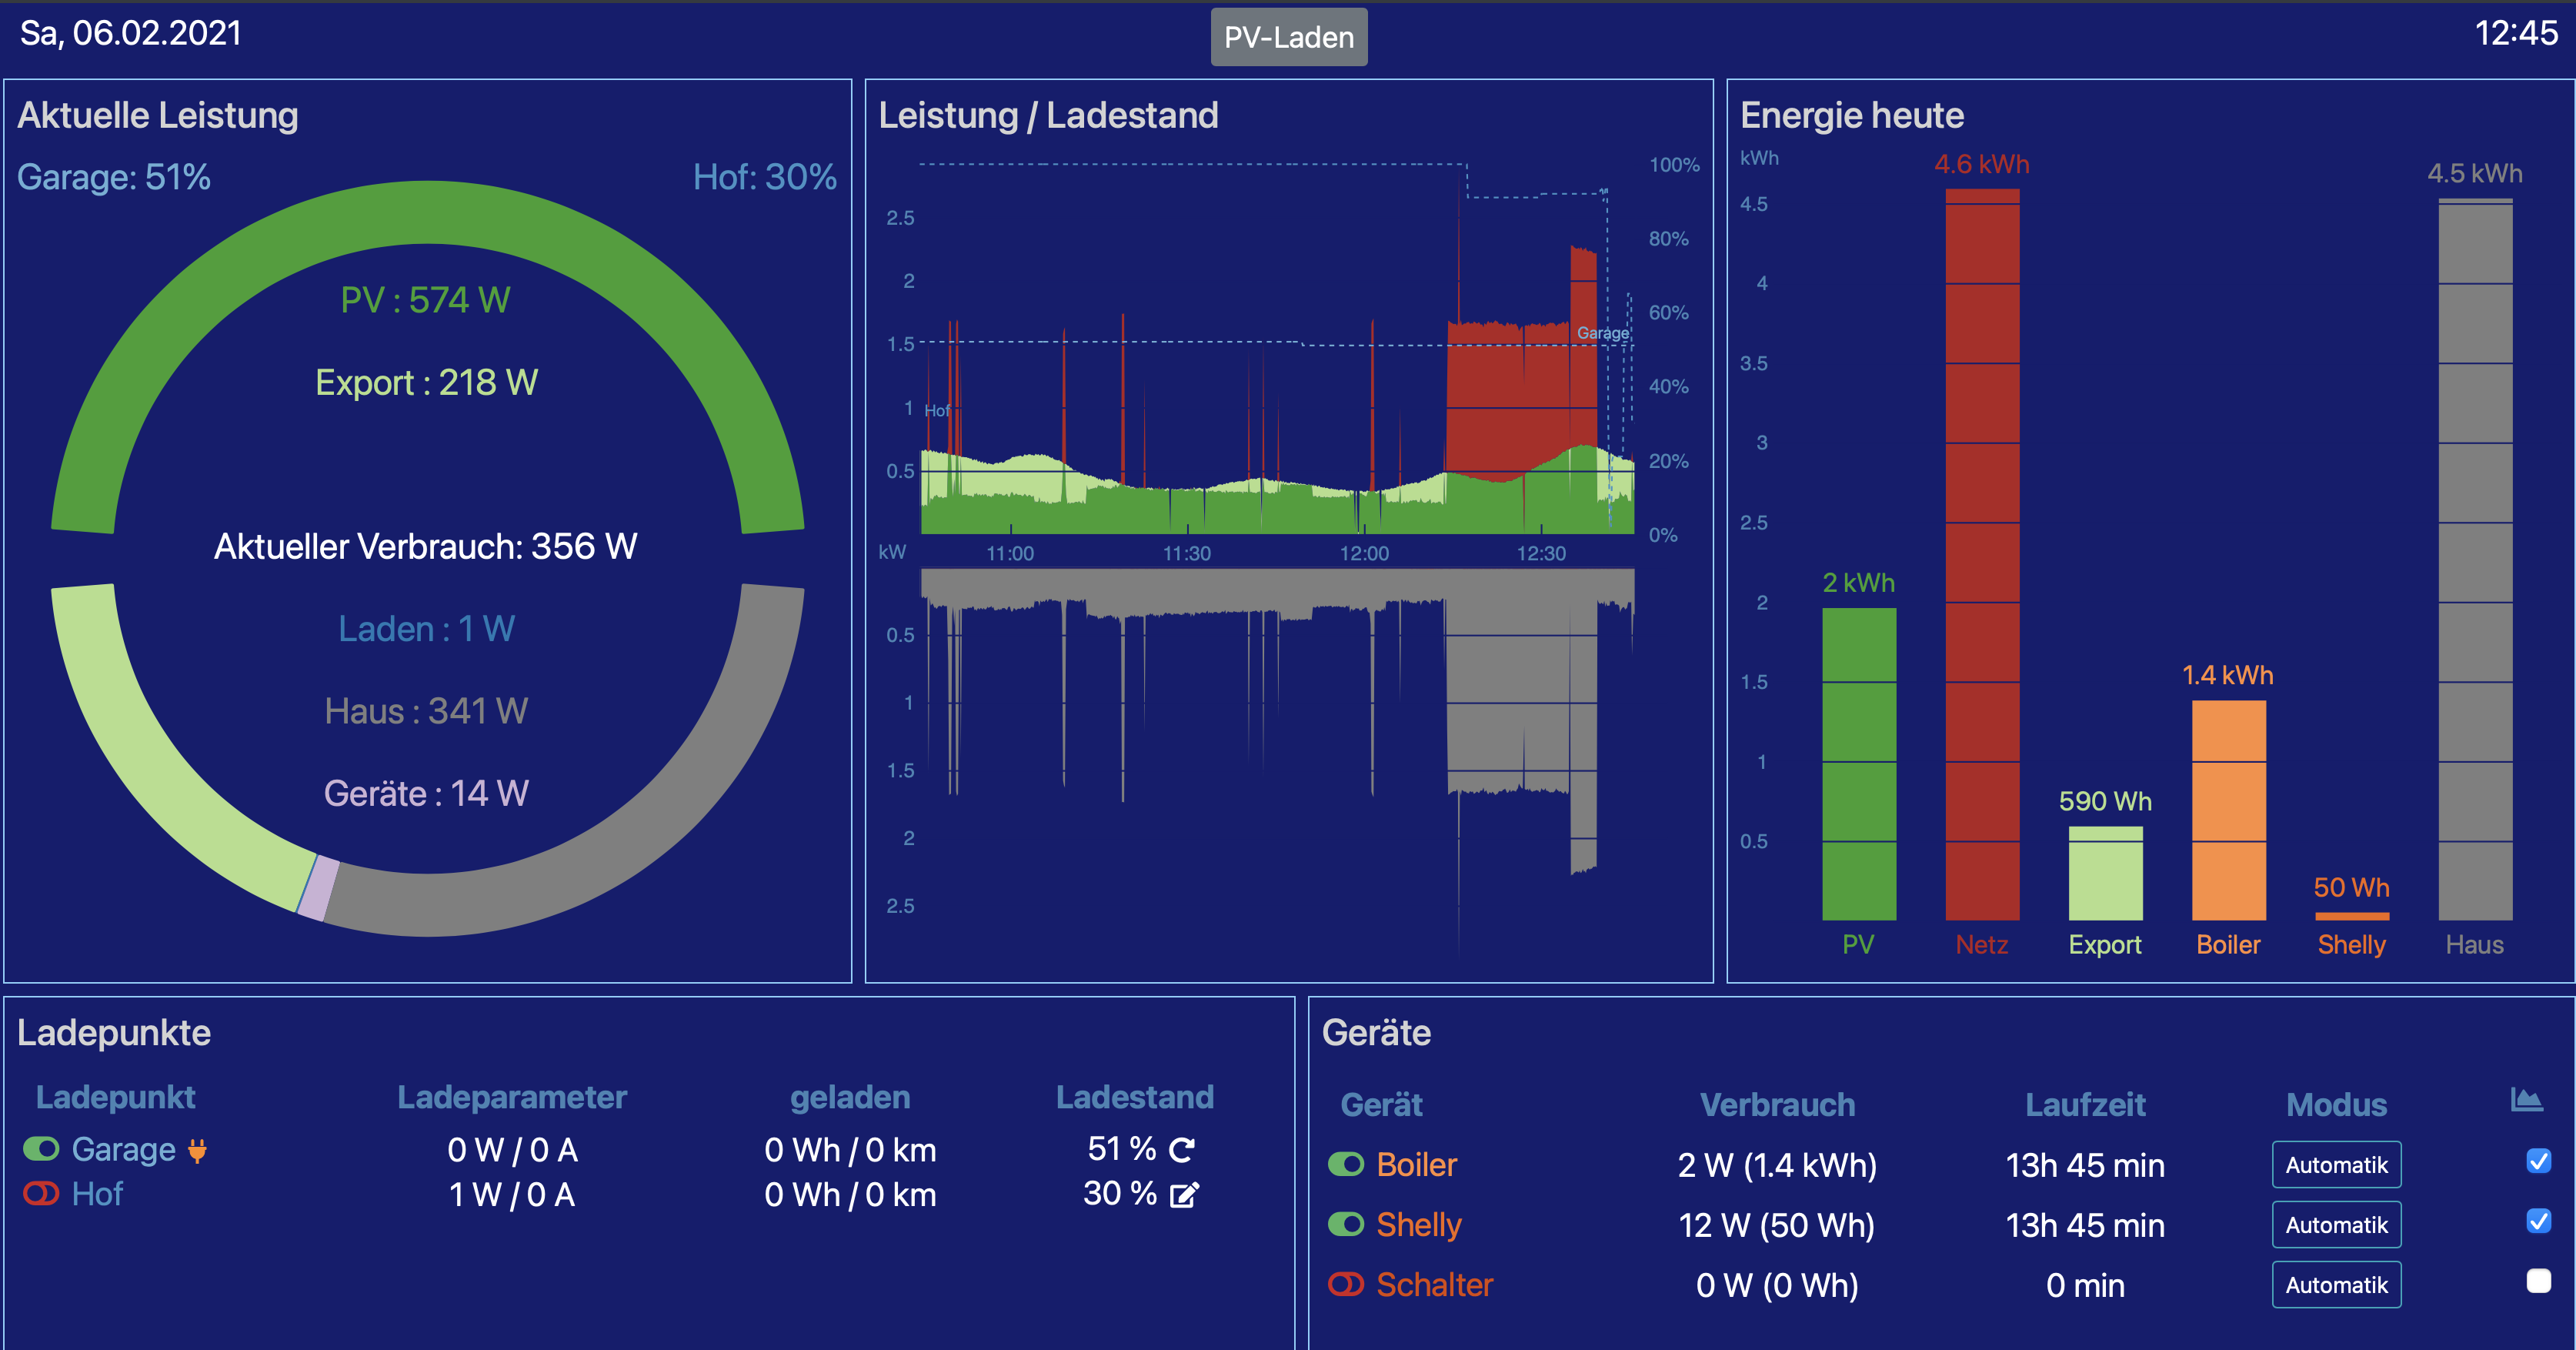 Sa, 06.02.2021
PV-Laden
12:45
Aktuelle Leistung
Garage: 51%
Hof: 30%
PV : 574 W
Export : 218 W
Aktueller Verbrauch: 356 W
Laden : 1 W
Haus : 341 W
Geräte : 14 W
Leistung / Ladestand
100%
2.5
80%
2
60%
Garage
1.5
40%
1
Hof
0.5
20%
0%
kW
11:00 11:30 12:00 12:30
0.5
1
1.5
2
2.5
Energie heute
kWh
4.6 kWh
4.5 kWh
4.5
4
3.5
3
2.5
2 kWh
2
1.5
1.4 kWh
1
590 Wh
0.5
50 Wh
PV Netz Export Boiler Shelly Haus
Ladepunkte
Ladepunkt Ladeparameter geladen Ladestand
Garage 0 W / 0 A 0 Wh / 0 km 51 %
Hof 1 W / 0 A 0 Wh / 0 km 30 %
Geräte
Gerät Verbrauch Laufzeit Modus
Boiler 2 W (1.4 kWh) 13h 45 min Automatik
Shelly 12 W (50 Wh) 13h 45 min Automatik
Schalter 0 W (0 Wh) 0 min Automatik